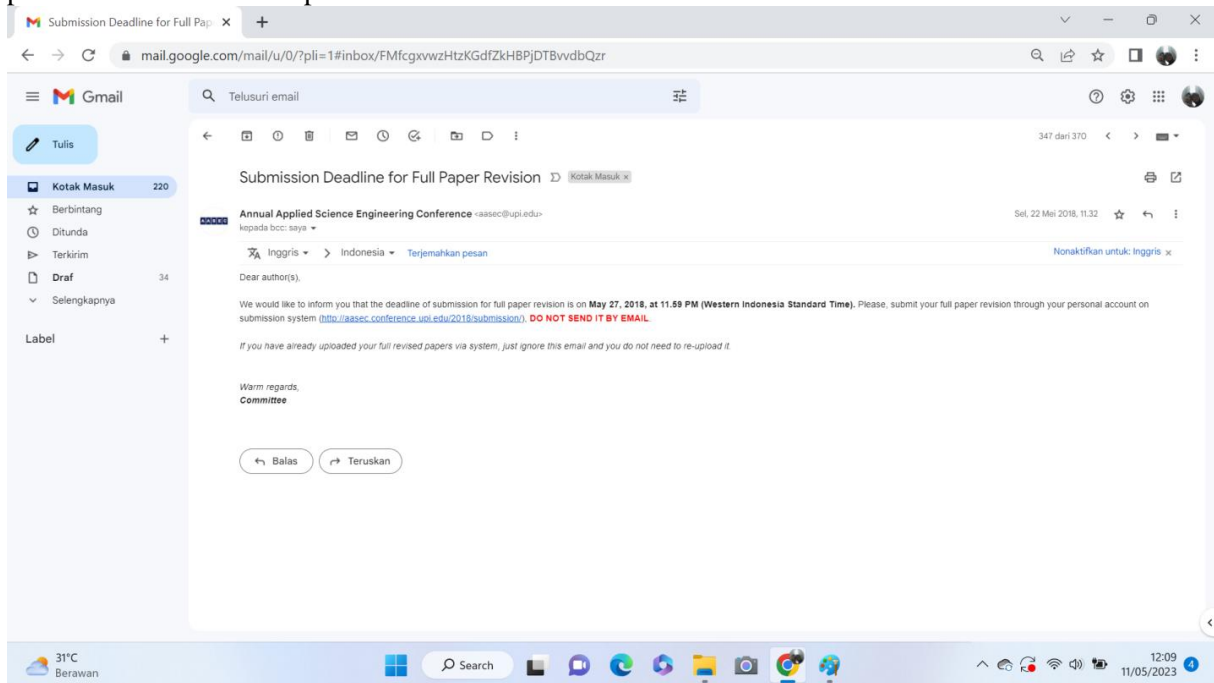 Submission Deadline for Full Pap
mail.google.com/mail/u/0/?pli=1#inbox/FMfcgxvwzHtzKGdfZkHBPjDTBvvdbQzr
Gmail
Telusuri email
Tulis
347 dari 370
Kotak Masuk 220
Berbintang
Ditunda
Terkirim
Draf 34
Selengkapnya
Label +
Submission Deadline for Full Paper Revision Kotak Masuk x
Annual Applied Science Engineering Conference <aasec@upi.edu>
Sel, 22 Mei 2018, 11.32
kepada bcc: saya
Inggris > Indonesia Terjemahkan pesan
Nonaktifkan untuk: Inggris x
Dear author(s),
We would like to inform you that the deadline of submission for full paper revision is on May 27, 2018, at 11.59 PM (Western Indonesia Standard Time). Please, submit your full paper revision through your personal account on
submission system (http://aasec.conference.upi.edu/2018/submission/), DO NOT SEND IT BY EMAIL.
If you have already uploaded your full revised papers via system, just ignore this email and you do not need to re-upload it.
Warm regards,
Committee
Balas
Teruskan
31°C
Berawan
Search
12:09
11/05/2023
4